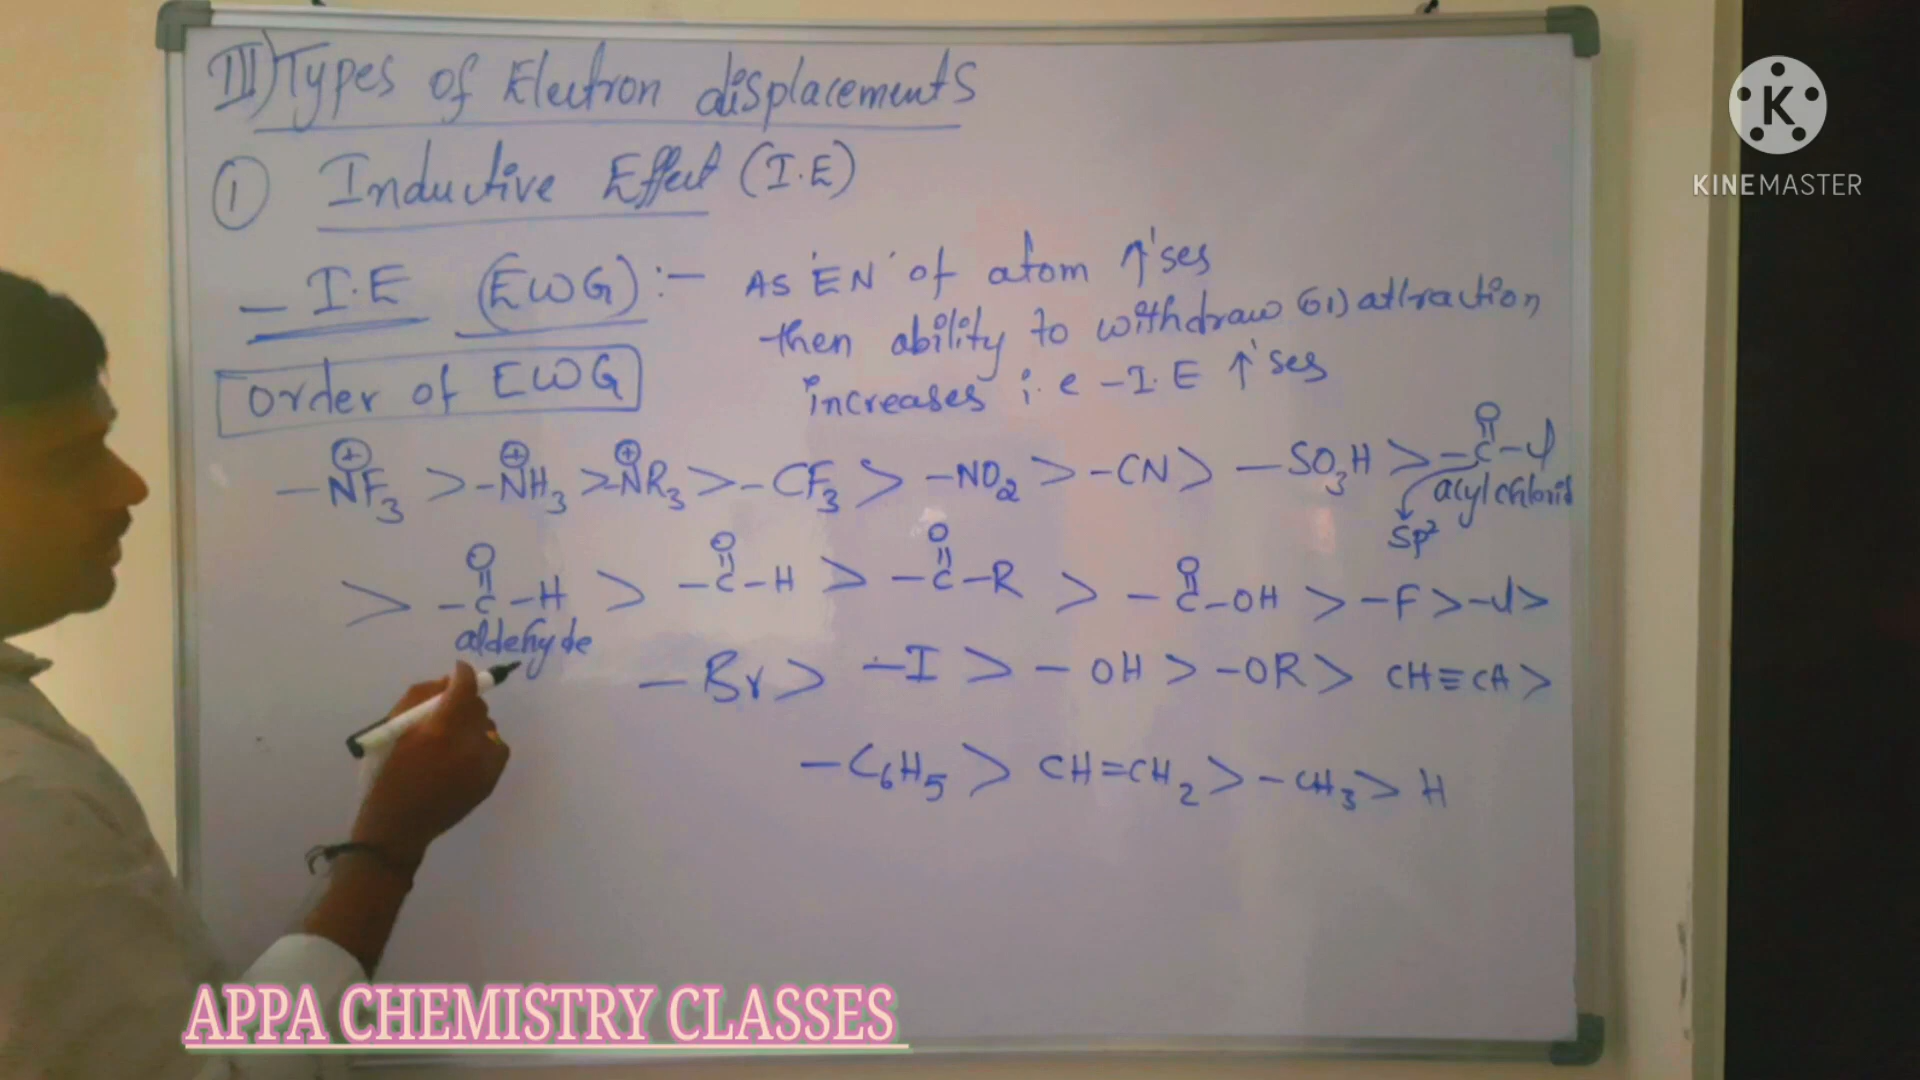 III) Types of Electron displacements
① Inductive Effect (I.E)
– I.E (EWG) :– As 'EN' of atom ↑'ses
then ability to withdraw (or) attraction
increases i.e –I.E ↑'ses
Order of EWG
–N⊕F₃ > –N⊕H₃ > –N⊕R₃ > –CF₃ > –NO₂ > –CN > –SO₃H > –C(=O)–Cl
acyl chlorid
sp²
> –C(=O)–H > –C(=O)–H > –C(=O)–R > –C(=O)–OH > –F > –Cl >
aldehyde
–Br > –I > –OH > –OR > CH≡CH >
–C₆H₅ > CH=CH₂ > –CH₃ > H
K
KINEMASTER
APPA CHEMISTRY CLASSES